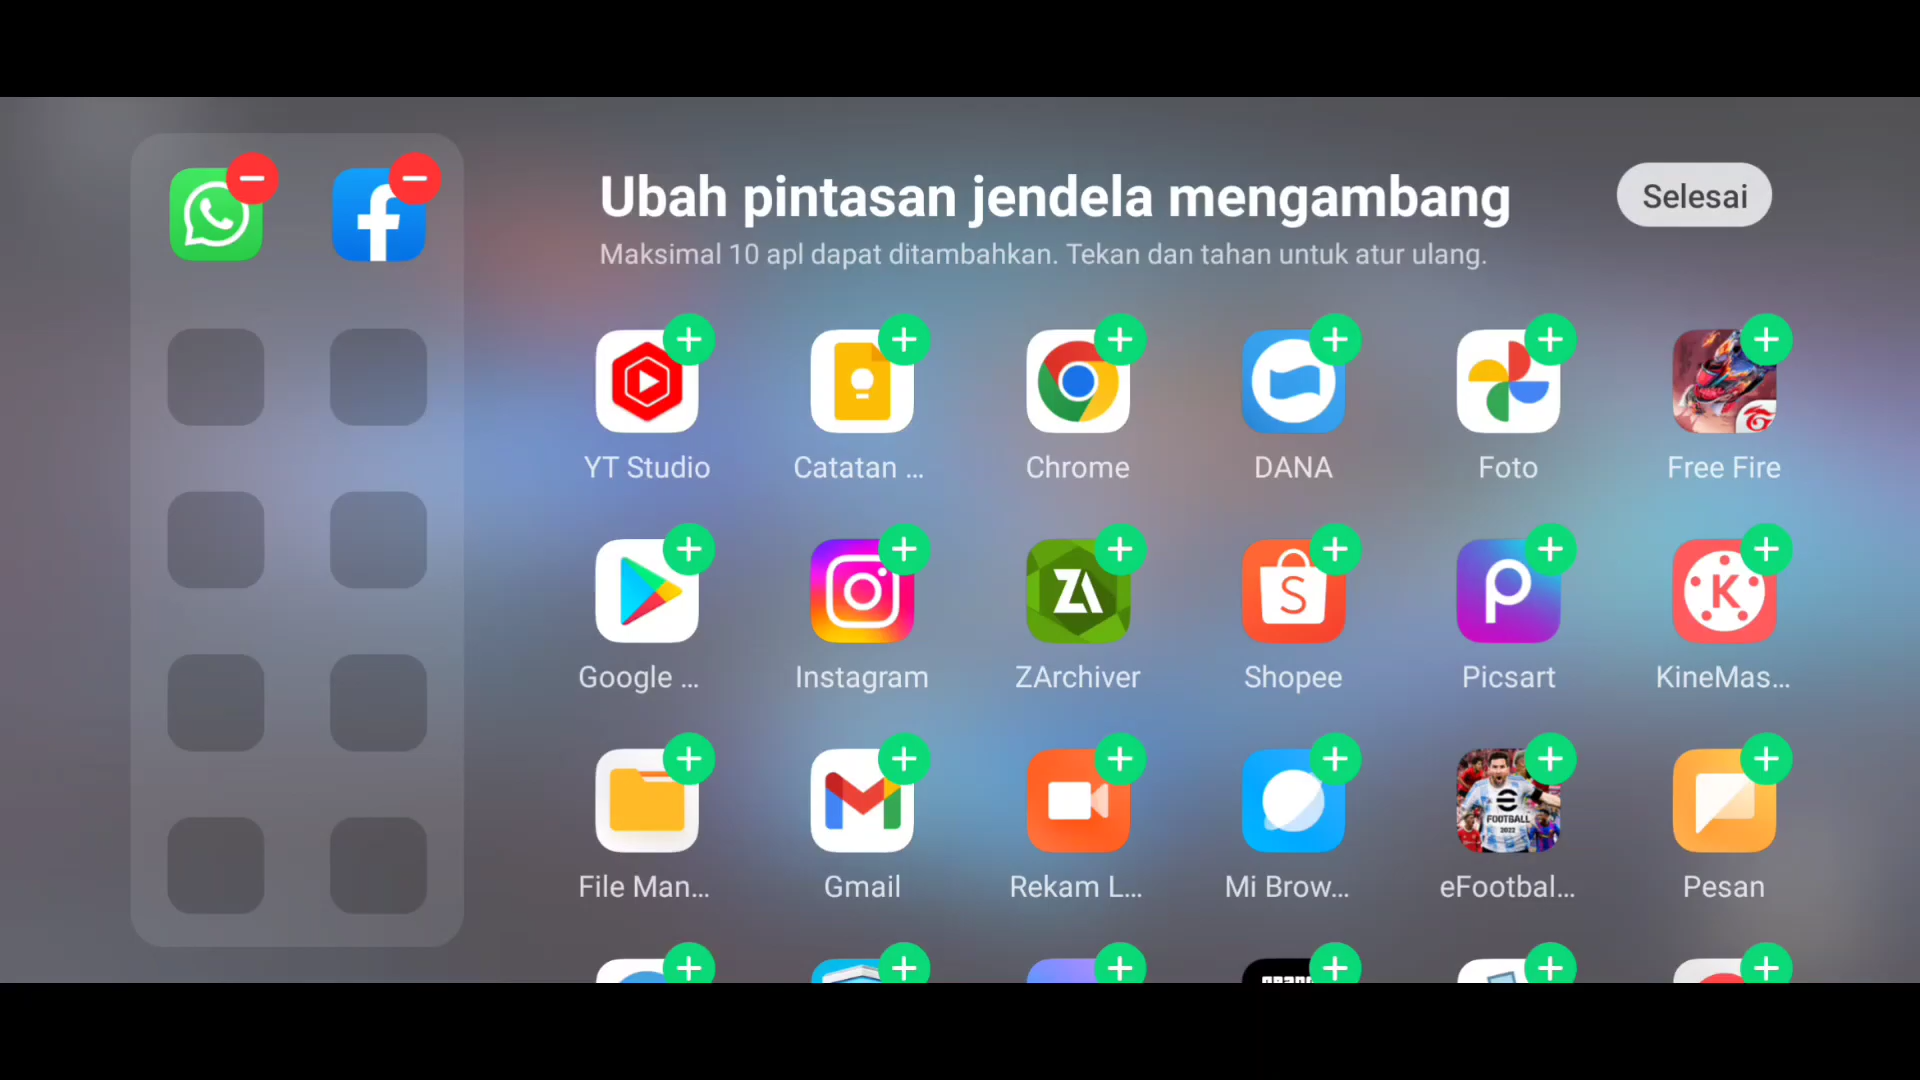 Ubah pintasan jendela mengambang
Selesai
Maksimal 10 apl dapat ditambahkan. Tekan dan tahan untuk atur ulang.
YT Studio
Catatan ...
Chrome
DANA
Foto
Free Fire
Google ...
Instagram
ZArchiver
Shopee
Picsart
KineMas...
FOOTBALL
2022
File Man...
Gmail
Rekam L...
Mi Brow...
eFootbal...
Pesan